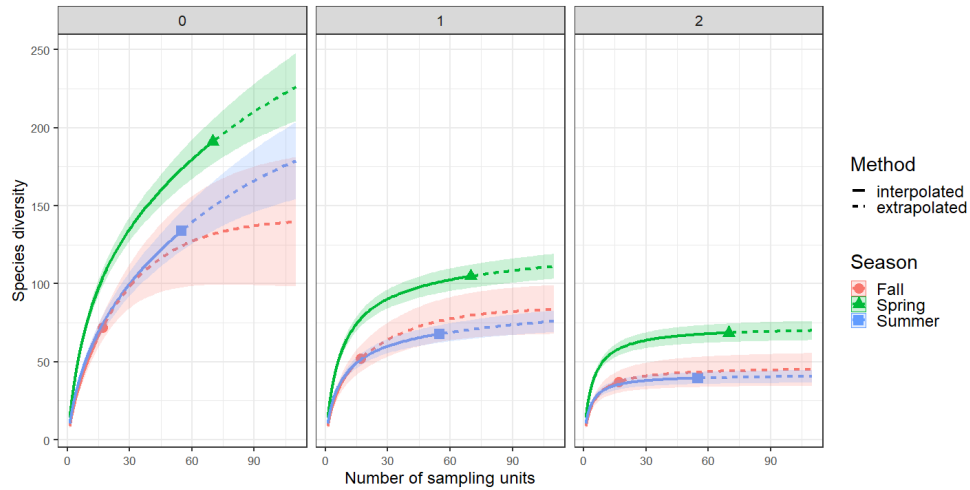 0 1 2
250
200
150
100
50
0
Species diversity
0 30 60 90 0 30 60 90 0 30 60 90
Number of sampling units
Method
interpolated
extrapolated
Season
Fall
Spring
Summer